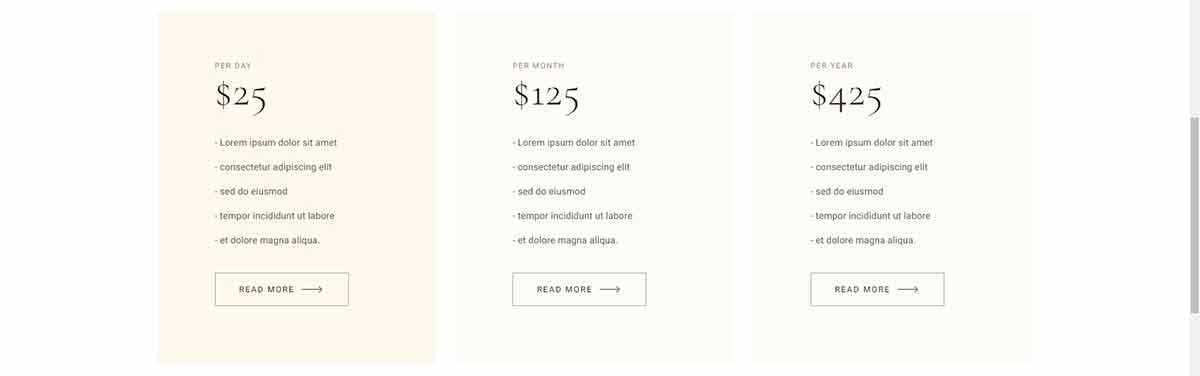 PER DAY
$25
- Lorem ipsum dolor sit amet
- consectetur adipiscing elit
- sed do eiusmod
- tempor incididunt ut labore
- et dolore magna aliqua.
READ MORE
PER MONTH
$125
- Lorem ipsum dolor sit amet
- consectetur adipiscing elit
- sed do eiusmod
- tempor incididunt ut labore
- et dolore magna aliqua.
READ MORE
PER YEAR
$425
- Lorem ipsum dolor sit amet
- consectetur adipiscing elit
- sed do eiusmod
- tempor incididunt ut labore
- et dolore magna aliqua.
READ MORE